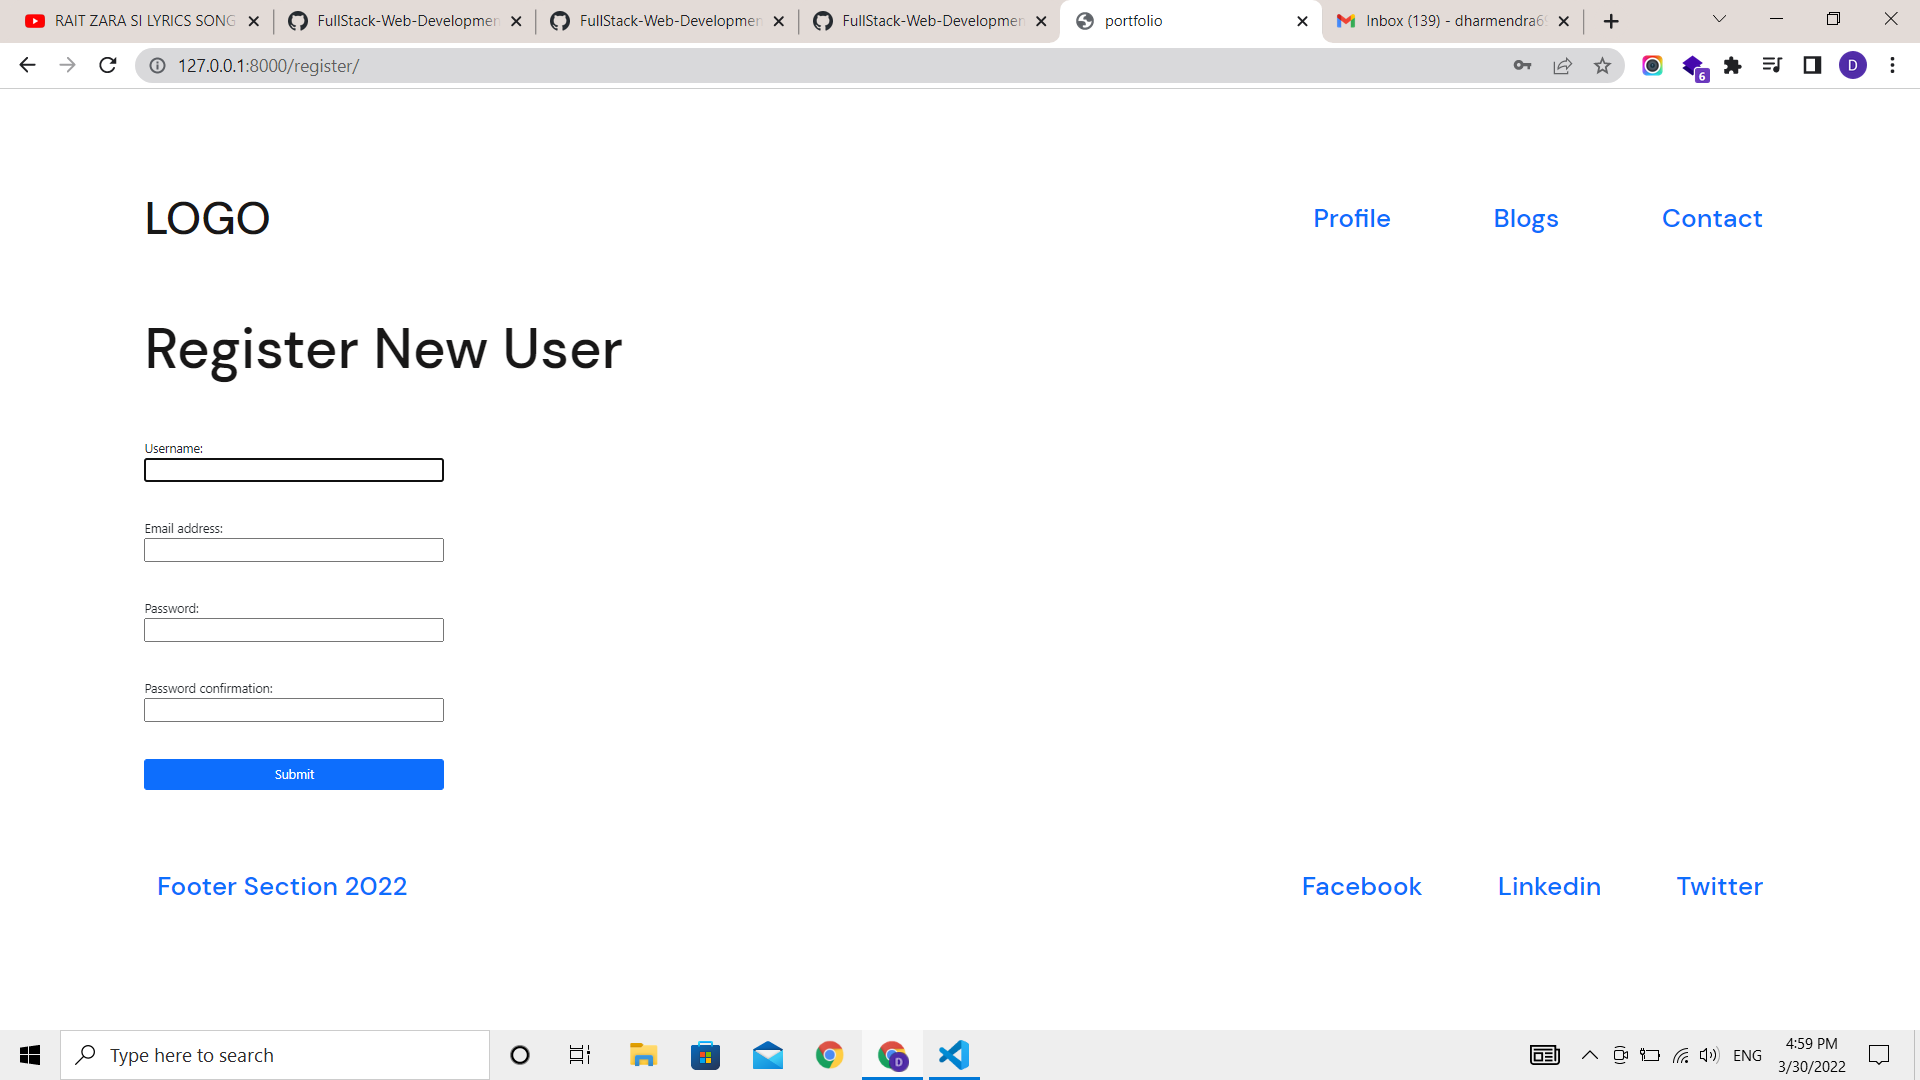 RAIT ZARA SI LYRICS SONG
FullStack-Web-Developmen
FullStack-Web-Developmen
FullStack-Web-Developmen
portfolio
Inbox (139) - dharmendra6
127.0.0.1:8000/register/
6
D
LOGO
Profile
Blogs
Contact
Register New User
Username:
Email address:
Password:
Password confirmation:
Submit
Footer Section 2022
Facebook
Linkedin
Twitter
Type here to search
D
ENG
4:59 PM
3/30/2022